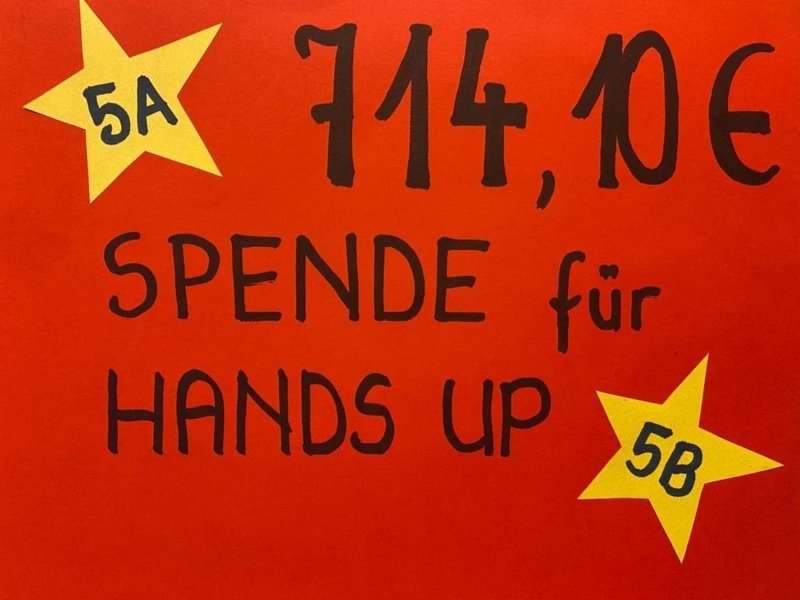 5A
714,10 €
SPENDE für
HANDS UP
5B